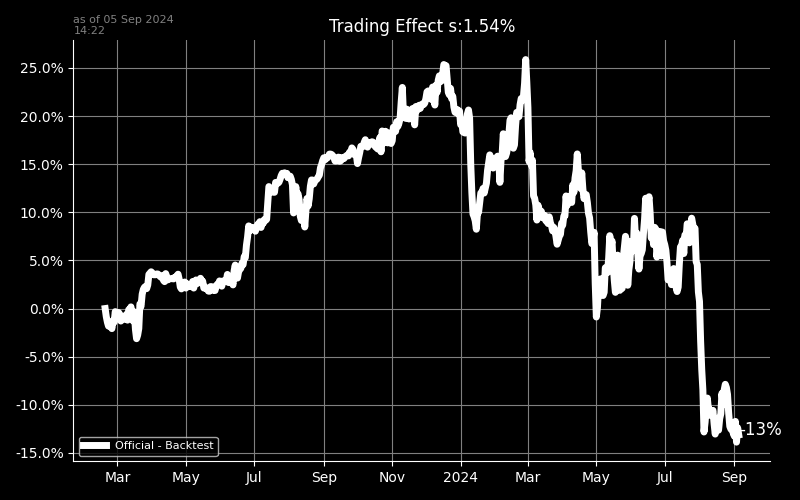 as of 05 Sep 2024
14:22
Trading Effect s:1.54%
25.0%
20.0%
15.0%
10.0%
5.0%
0.0%
-5.0%
-10.0%
-15.0%
-13%
Official - Backtest
Mar May Jul Sep Nov 2024 Mar May Jul Sep